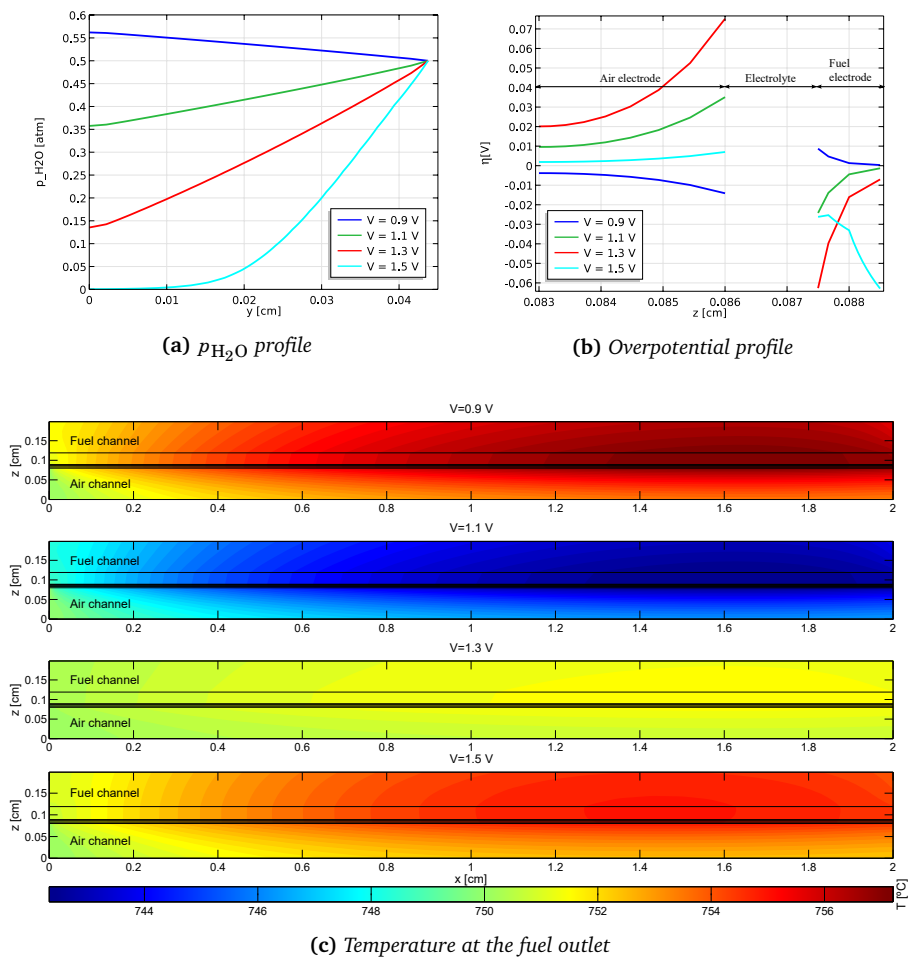 0.6
0.55
0.5
0.45
0.4
0.35
0.3
0.25
0.2
0.15
0.1
0.05
0
p_H2O [atm]
V = 0.9 V
V = 1.1 V
V = 1.3 V
V = 1.5 V
0 0.01 0.02 0.03 0.04
y [cm]
(a) pH2O profile
0.07
0.06
0.05
0.04
0.03
0.02
0.01
0
-0.01
-0.02
-0.03
-0.04
-0.05
-0.06
η[V]
Air electrode
Electrolyte
Fuel
electrode
V = 0.9 V
V = 1.1 V
V = 1.3 V
V = 1.5 V
0.083 0.084 0.085 0.086 0.087 0.088
z [cm]
(b) Overpotential profile
V=0.9 V
z [cm]
0.15
0.1
0.05
0
Fuel channel
Air channel
0 0.2 0.4 0.6 0.8 1 1.2 1.4 1.6 1.8 2
V=1.1 V
z [cm]
0.15
0.1
0.05
0
Fuel channel
Air channel
0 0.2 0.4 0.6 0.8 1 1.2 1.4 1.6 1.8 2
V=1.3 V
z [cm]
0.15
0.1
0.05
0
Fuel channel
Air channel
0 0.2 0.4 0.6 0.8 1 1.2 1.4 1.6 1.8 2
V=1.5 V
z [cm]
0.15
0.1
0.05
0
Fuel channel
Air channel
0 0.2 0.4 0.6 0.8 1 1.2 1.4 1.6 1.8 2
x [cm]
744 746 748 750 752 754 756
T [ºC]
(c) Temperature at the fuel outlet